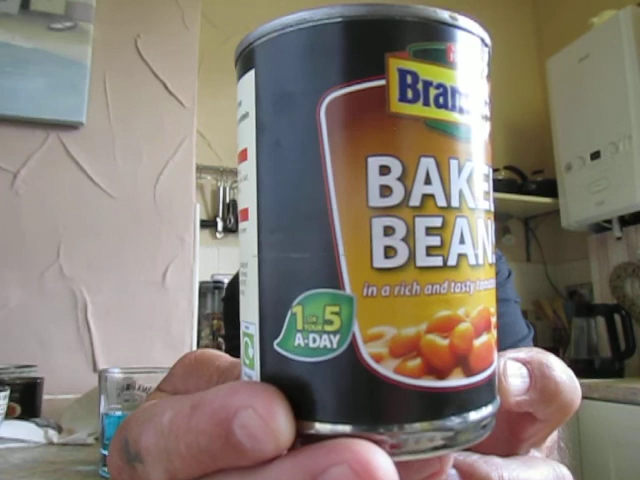 Bran
BAKE
BEAN
in a rich and tasty
1 OF
YOUR 5
A-DAY